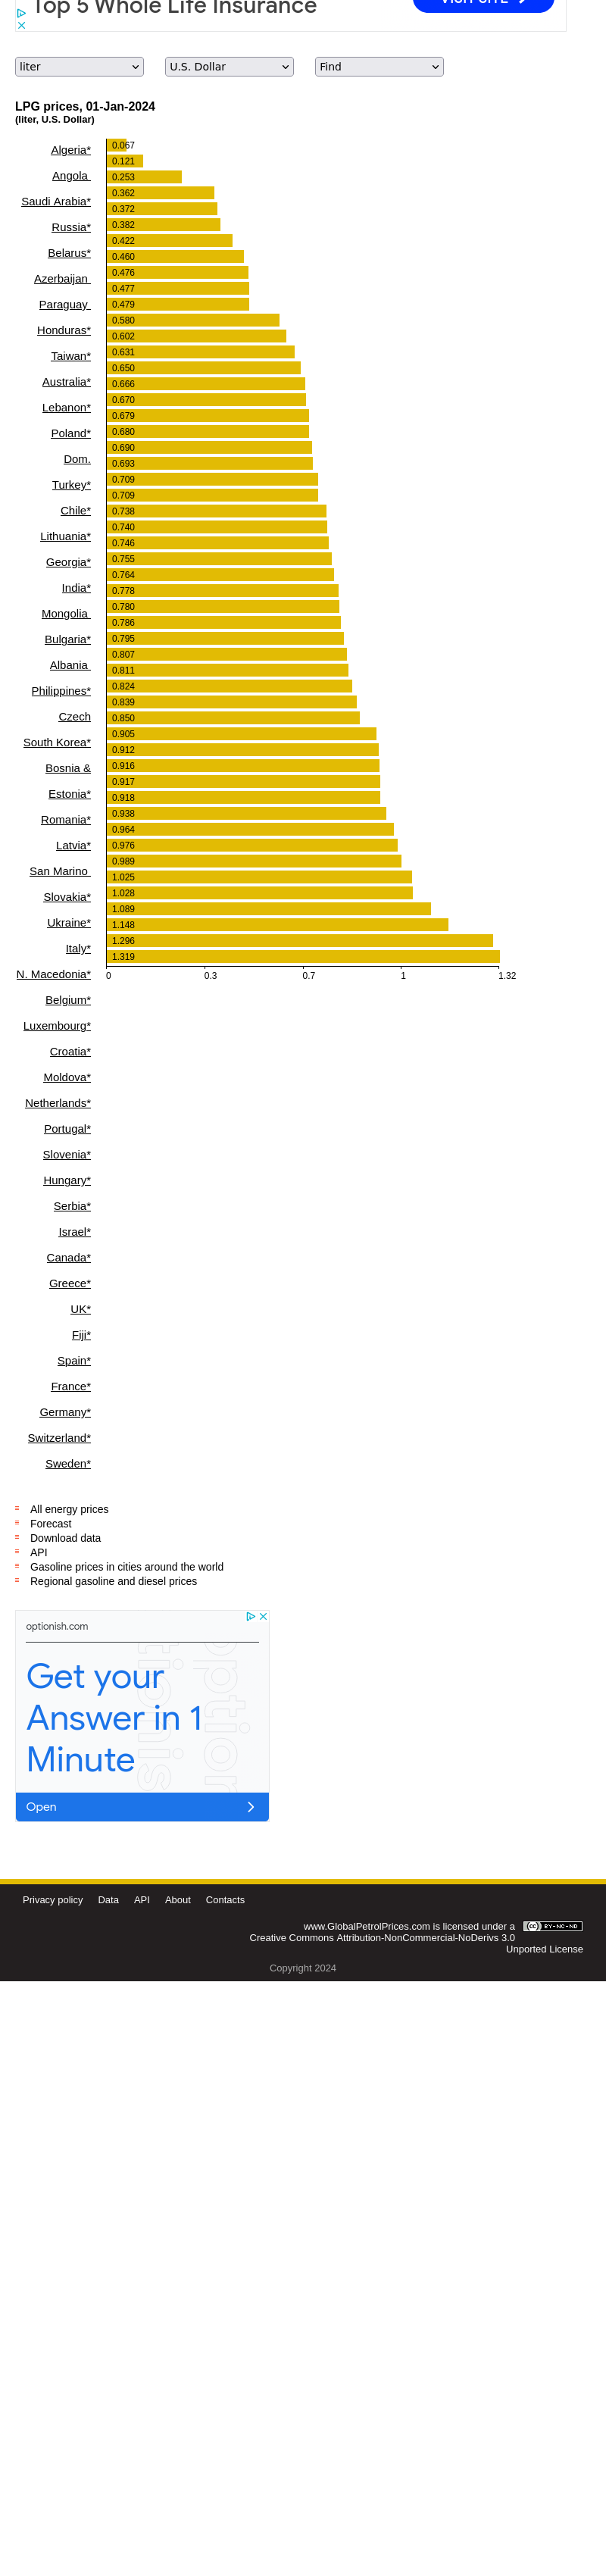 Top 5 Whole Life Insurance
VISIT SITE
liter
U.S. Dollar
Find
LPG prices, 01-Jan-2024
(liter, U.S. Dollar)
Algeria*
Angola
Saudi Arabia*
Russia*
Belarus*
Azerbaijan
Paraguay
Honduras*
Taiwan*
Australia*
Lebanon*
Poland*
Dom.
Turkey*
Chile*
Lithuania*
Georgia*
India*
Mongolia
Bulgaria*
Albania
Philippines*
Czech
South Korea*
Bosnia &
Estonia*
Romania*
Latvia*
San Marino
Slovakia*
Ukraine*
Italy*
N. Macedonia*
Belgium*
Luxembourg*
Croatia*
Moldova*
Netherlands*
Portugal*
Slovenia*
Hungary*
Serbia*
Israel*
Canada*
Greece*
UK*
Fiji*
Spain*
France*
Germany*
Switzerland*
Sweden*
0.067
0.121
0.253
0.362
0.372
0.382
0.422
0.460
0.476
0.477
0.479
0.580
0.602
0.631
0.650
0.666
0.670
0.679
0.680
0.690
0.693
0.709
0.709
0.738
0.740
0.746
0.755
0.764
0.778
0.780
0.786
0.795
0.807
0.811
0.824
0.839
0.850
0.905
0.912
0.916
0.917
0.918
0.938
0.964
0.976
0.989
1.025
1.028
1.089
1.148
1.296
1.319
0 0.3 0.7 1 1.32
All energy prices
Forecast
Download data
API
Gasoline prices in cities around the world
Regional gasoline and diesel prices
optionish.com
Get your
Answer in 1
Minute
Open
Privacy policy Data API About Contacts
www.GlobalPetrolPrices.com is licensed under a
Creative Commons Attribution-NonCommercial-NoDerivs 3.0
Unported License
cc BY-NC-ND
Copyright 2024